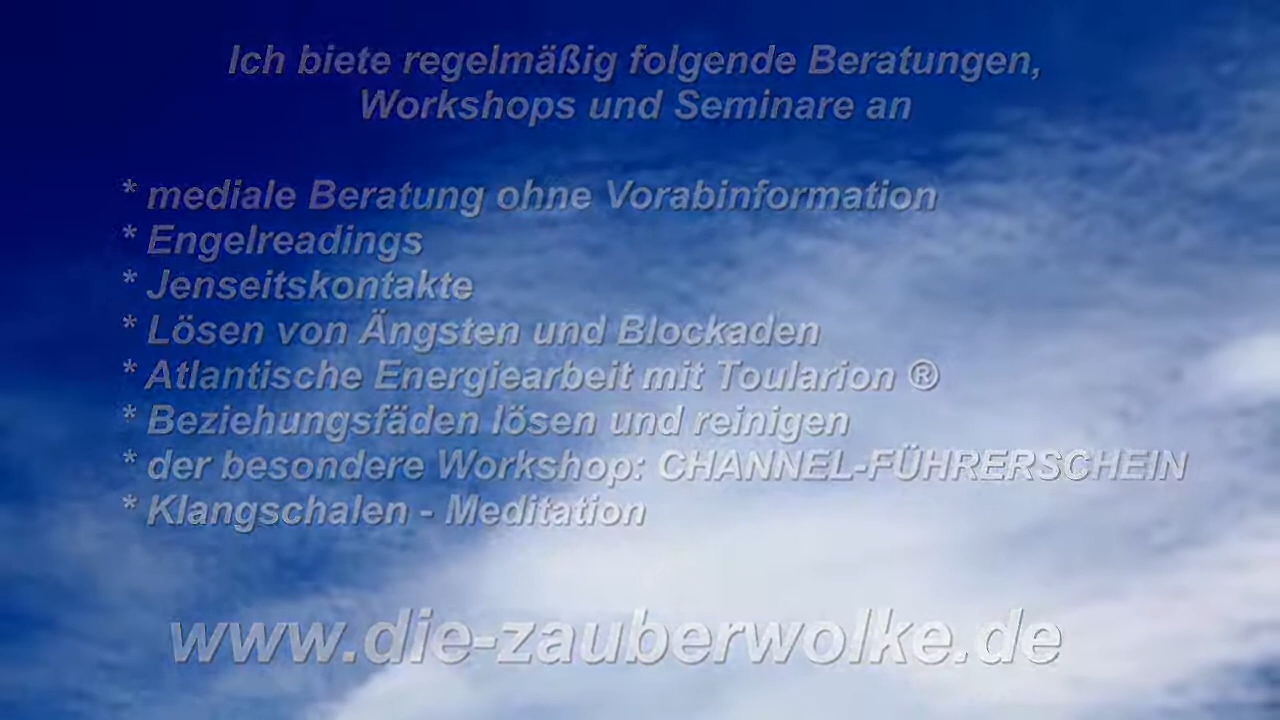 Ich biete regelmäßig folgende Beratungen,
Workshops und Seminare an
* mediale Beratung ohne Vorabinformation
* Engelreadings
* Jenseitskontakte
* Lösen von Ängsten und Blockaden
* Atlantische Energiearbeit mit Toularion ®
* Beziehungsfäden lösen und reinigen
* der besondere Workshop: CHANNEL-FÜHRERSCHEIN
* Klangschalen - Meditation
www.die-zauberwolke.de